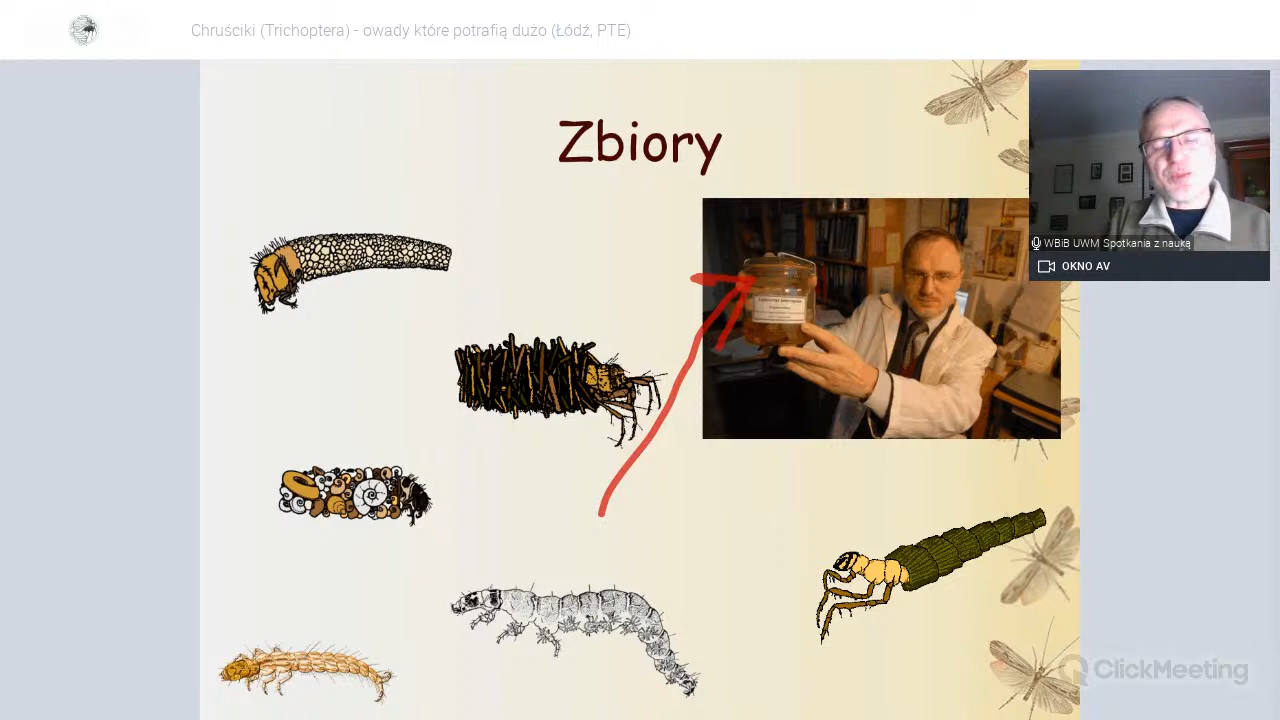 Chruściki (Trichoptera) - owady które potrafią dużo (Łódź, PTE)
Zbiory
WBiB UWM Spotkania z nauką
OKNO AV
ClickMeeting